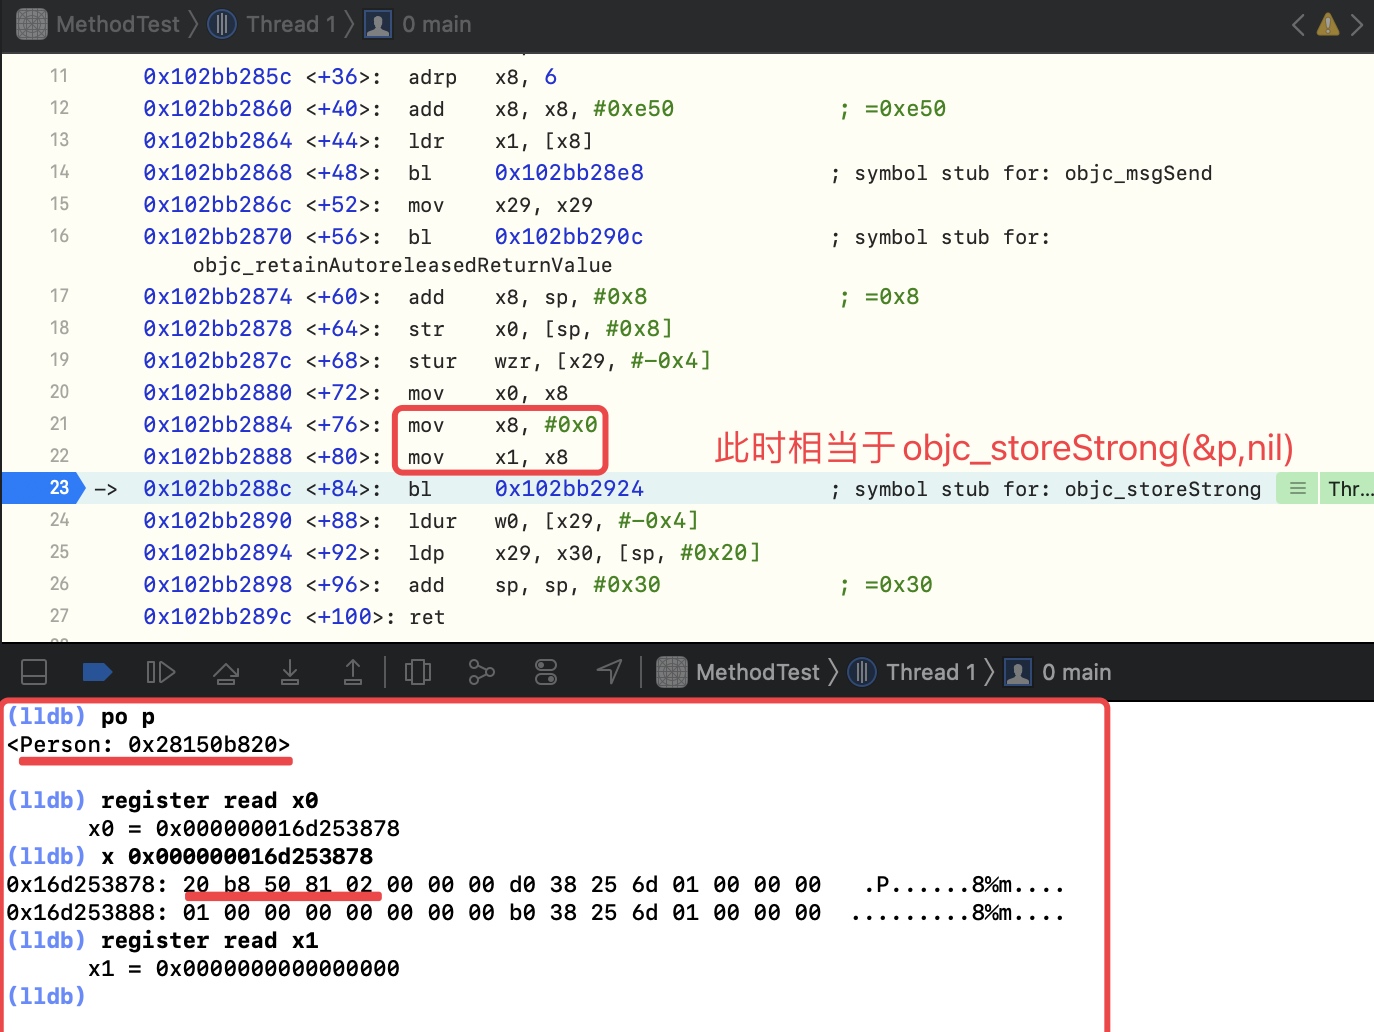 MethodTest 〉 Thread 1 〉 0 main
11 0x102bb285c <+36>: adrp x8, 6
12 0x102bb2860 <+40>: add x8, x8, #0xe50 ; =0xe50
13 0x102bb2864 <+44>: ldr x1, [x8]
14 0x102bb2868 <+48>: bl 0x102bb28e8 ; symbol stub for: objc_msgSend
15 0x102bb286c <+52>: mov x29, x29
16 0x102bb2870 <+56>: bl 0x102bb290c ; symbol stub for:
objc_retainAutoreleasedReturnValue
17 0x102bb2874 <+60>: add x8, sp, #0x8 ; =0x8
18 0x102bb2878 <+64>: str x0, [sp, #0x8]
19 0x102bb287c <+68>: stur wzr, [x29, #-0x4]
20 0x102bb2880 <+72>: mov x0, x8
21 0x102bb2884 <+76>: mov x8, #0x0
22 0x102bb2888 <+80>: mov x1, x8
此时相当于 objc_storeStrong(&p,nil)
23 -> 0x102bb288c <+84>: bl 0x102bb2924 ; symbol stub for: objc_storeStrong Thr...
24 0x102bb2890 <+88>: ldur w0, [x29, #-0x4]
25 0x102bb2894 <+92>: ldp x29, x30, [sp, #0x20]
26 0x102bb2898 <+96>: add sp, sp, #0x30 ; =0x30
27 0x102bb289c <+100>: ret
MethodTest 〉 Thread 1 〉 0 main
(lldb) po p
<Person: 0x28150b820>
(lldb) register read x0
x0 = 0x000000016d253878
(lldb) x 0x000000016d253878
0x16d253878: 20 b8 50 81 02 00 00 00 d0 38 25 6d 01 00 00 00 .P......8%m....
0x16d253888: 01 00 00 00 00 00 00 00 b0 38 25 6d 01 00 00 00 .........8%m....
(lldb) register read x1
x1 = 0x0000000000000000
(lldb)